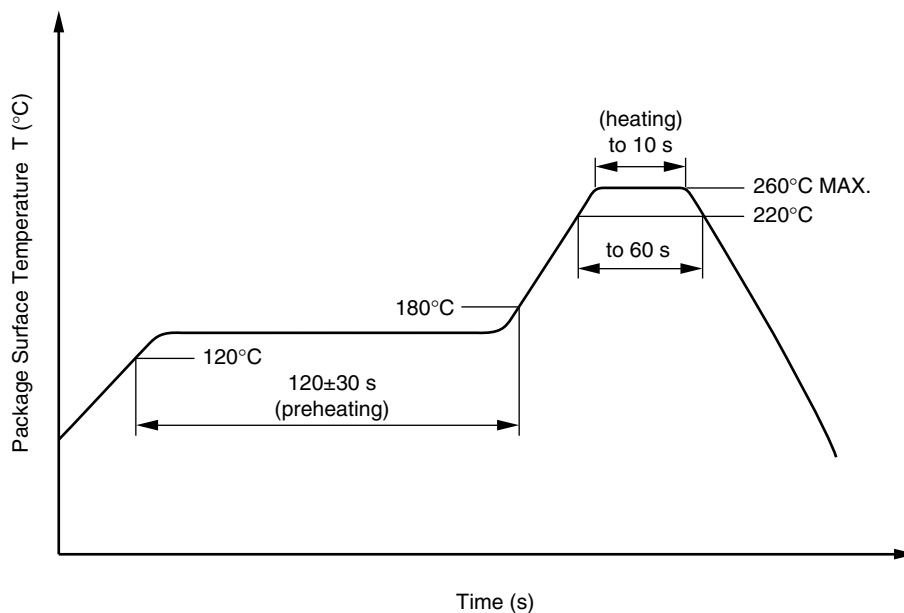 Package Surface Temperature T (°C)
(heating)
to 10 s
260°C MAX.
220°C
to 60 s
180°C
120°C
120±30 s
(preheating)
Time (s)